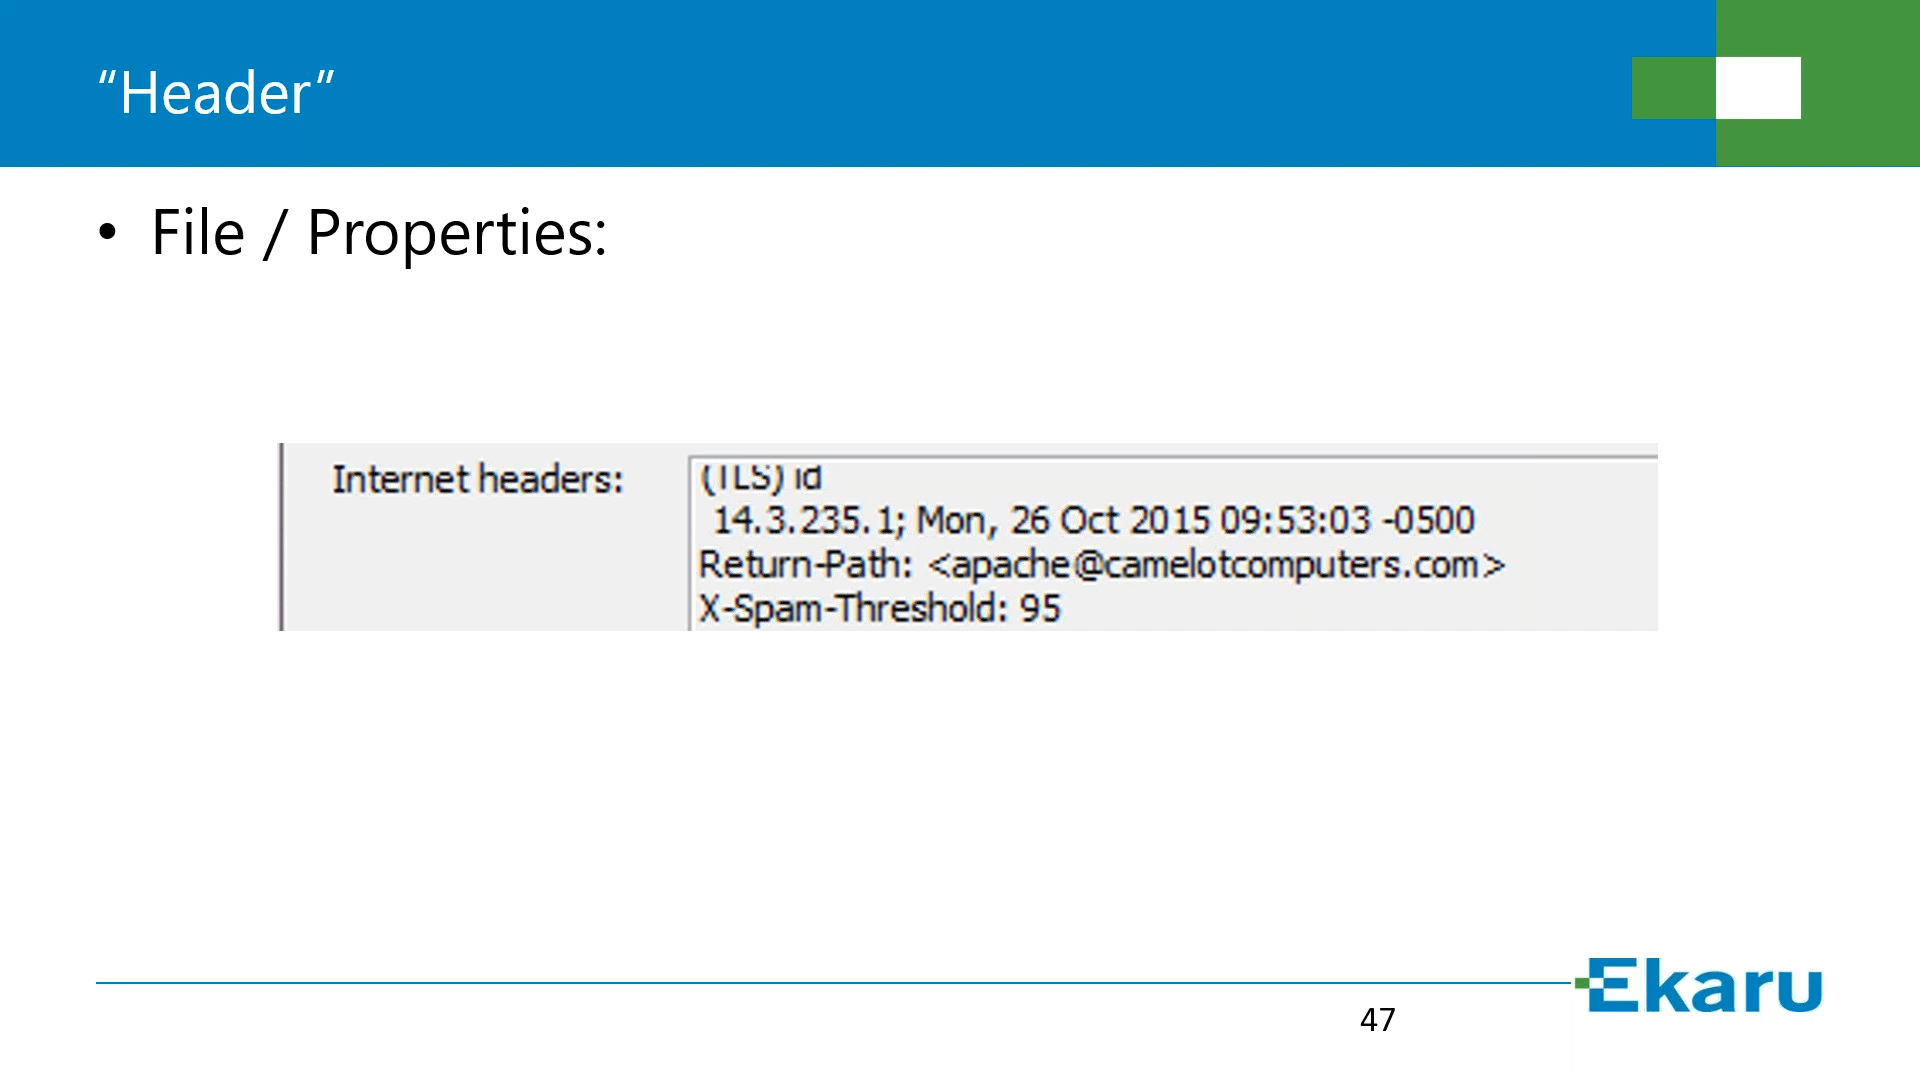 “Header”
• File / Properties:
Internet headers:
(TLS) id
14.3.235.1; Mon, 26 Oct 2015 09:53:03 -0500
Return-Path: <apache@camelotcomputers.com>
X-Spam-Threshold: 95
Ekaru
47